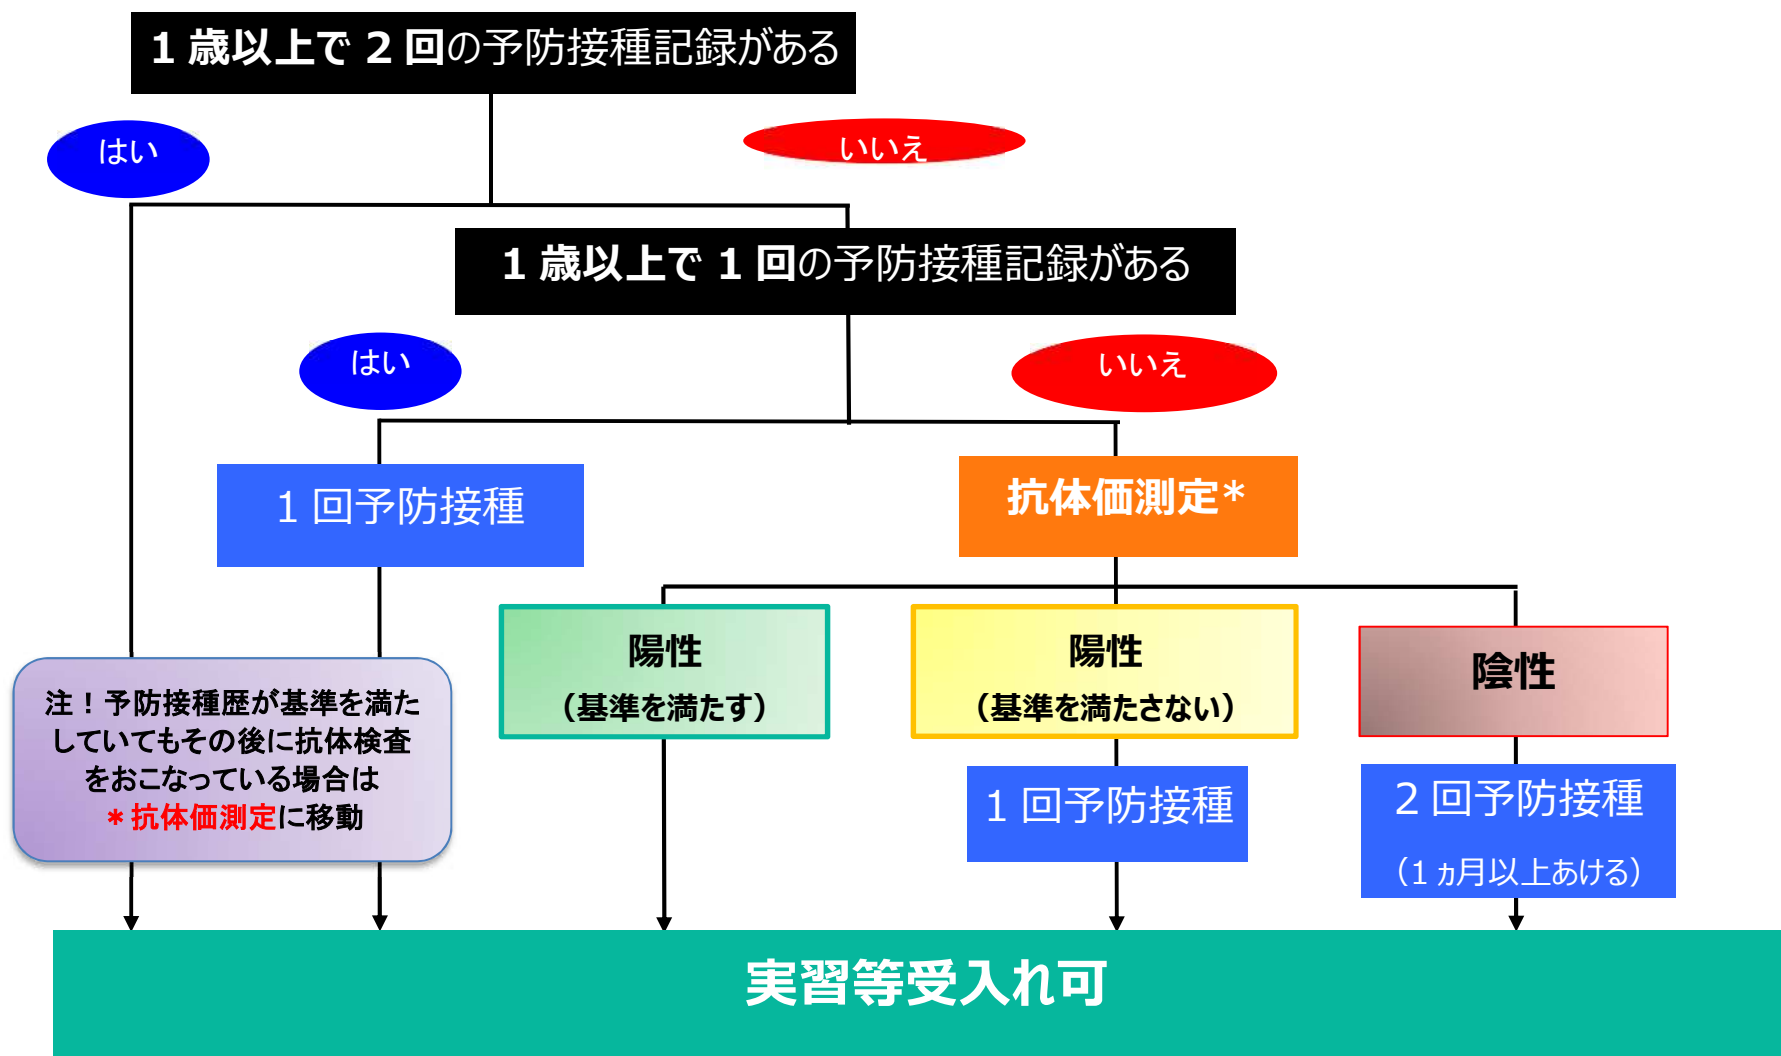 1 歳以上で 2 回の予防接種記録がある
はい
いいえ
1 歳以上で 1 回の予防接種記録がある
はい
いいえ
1 回予防接種
抗体価測定*
陽性
（基準を満たす）
陽性
（基準を満たさない）
陰性
注！予防接種歴が基準を満た
していてもその後に抗体検査
をおこなっている場合は
＊抗体価測定に移動
1 回予防接種
2 回予防接種
（1 ヵ月以上あける）
実習等受入れ可